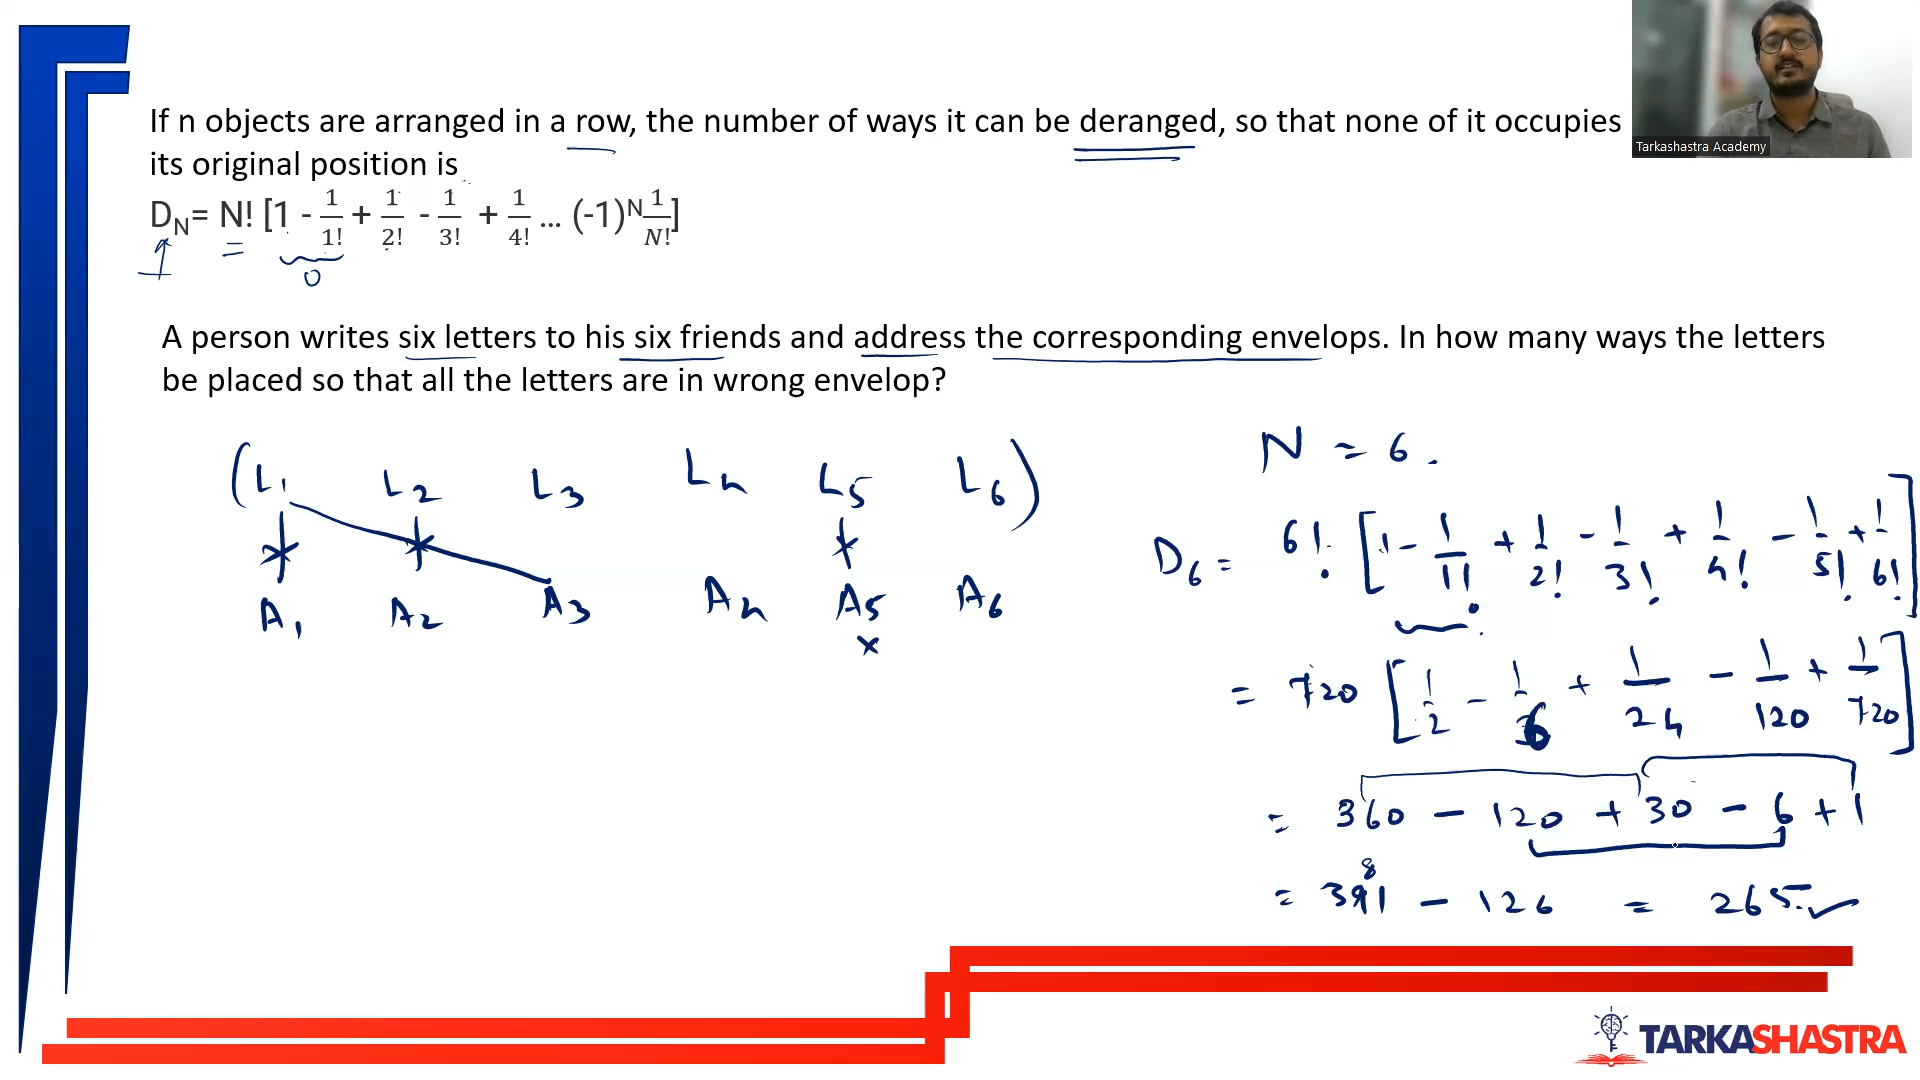 If n objects are arranged in a row, the number of ways it can be deranged, so that none of it occupies
its original position is
D_N= N! [1 - 1/1! + 1/2! - 1/3! + 1/4! ... (-1)^N 1/N!]
0
A person writes six letters to his six friends and address the corresponding envelops. In how many ways the letters
be placed so that all the letters are in wrong envelop?
(L1 L2 L3 L4 L5 L6)
A1 A2 A3 A4 A5 A6
×
N = 6.
D6 = 6! [1 - 1/1! + 1/2! - 1/3! + 1/4! - 1/5! + 1/6!]
= 720 [1/2 - 1/6 + 1/24 - 1/120 + 1/720]
= 360 - 120 + 30 - 6 + 1
8
= 391 - 126 = 265 ✓
Tarkashastra Academy
TARKASHASTRA